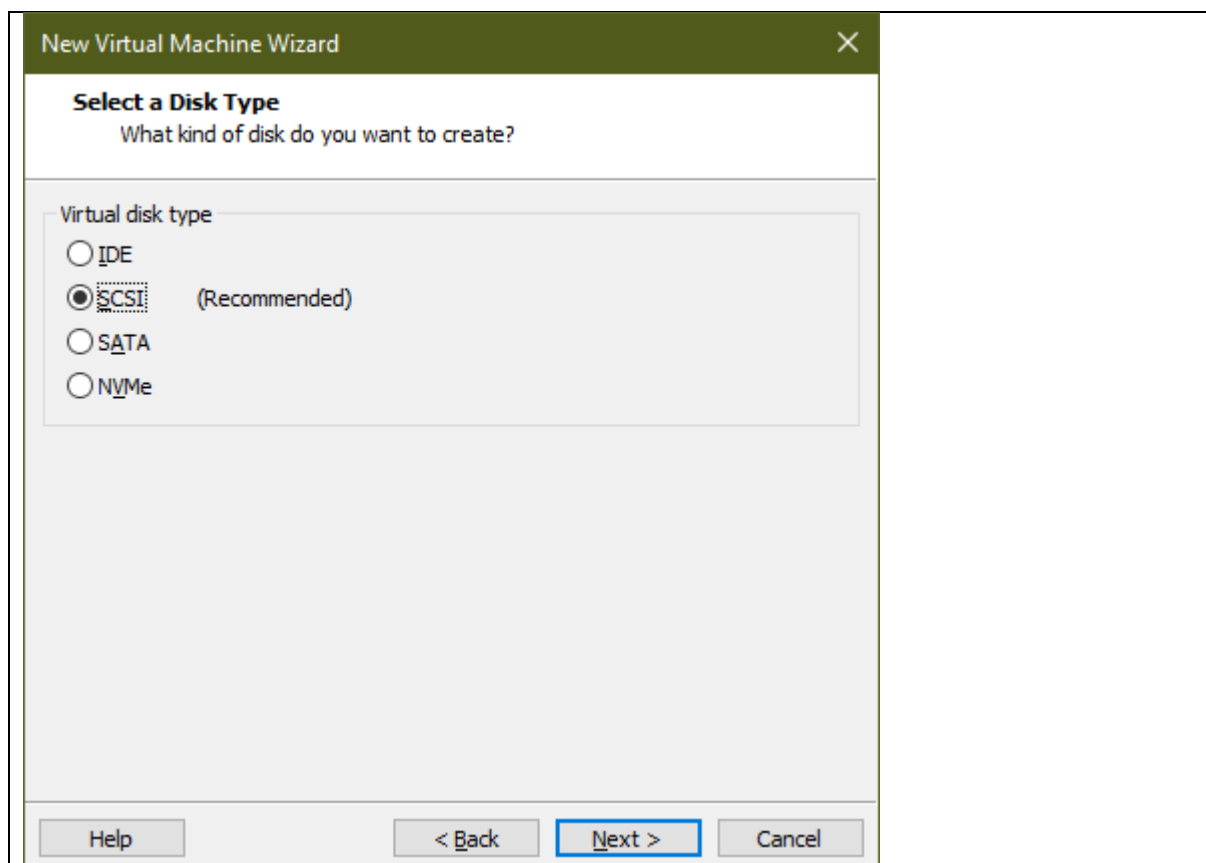 New Virtual Machine Wizard
Select a Disk Type
What kind of disk do you want to create?
Virtual disk type
IDE
SCSI (Recommended)
SATA
NVMe
Help < Back Next > Cancel